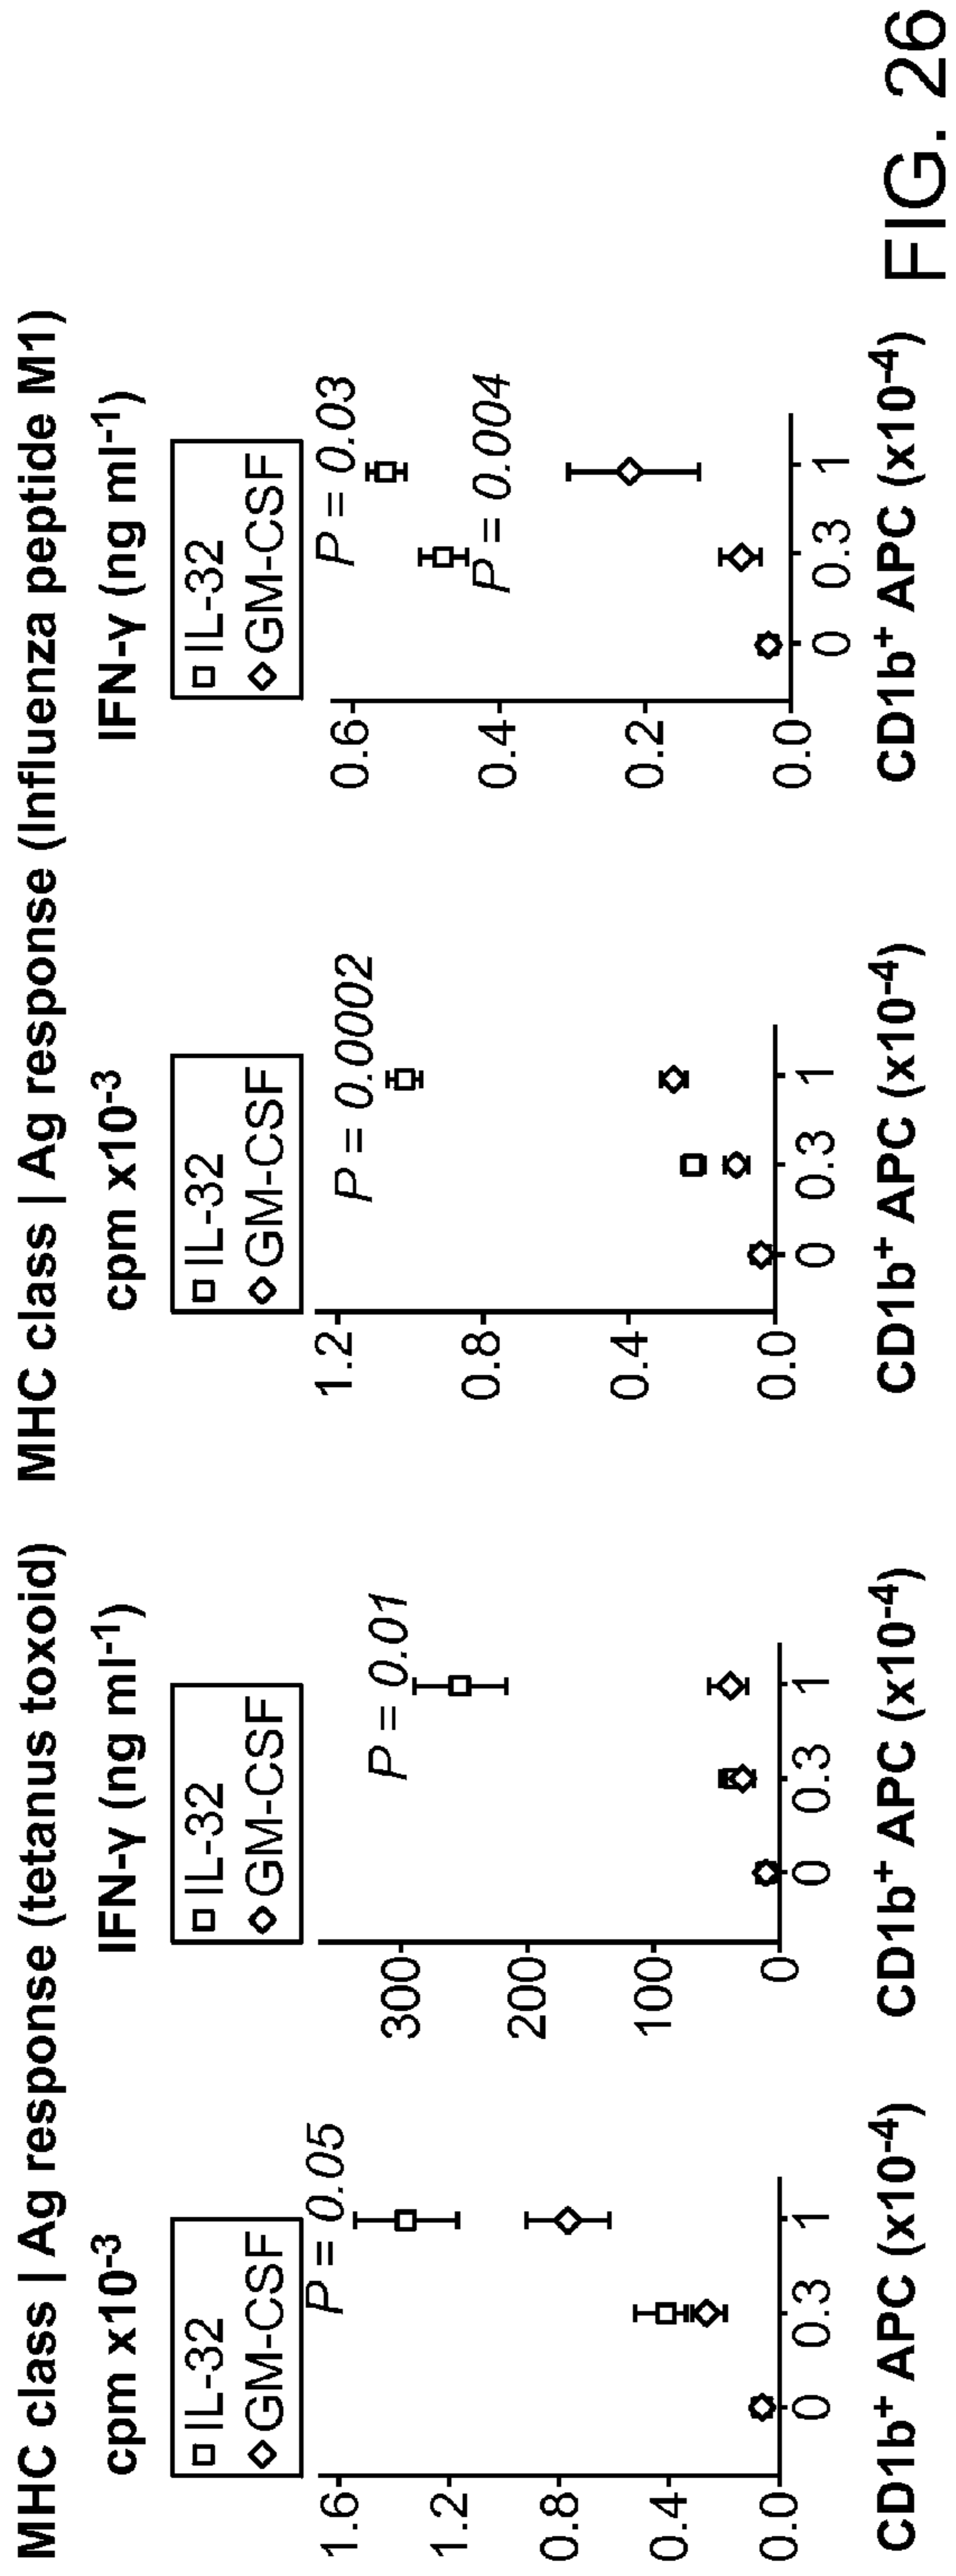 MHC class | Ag response (tetanus toxoid)
MHC class | Ag response (Influenza peptide M1)
cpm x10-3
IL-32
GM-CSF
P = 0.05
1.6
1.2
0.8
0.4
0.0
0 0.3 1
CD1b+ APC (x10-4)
IFN-γ (ng ml-1)
IL-32
GM-CSF
P = 0.01
300
200
100
0
0 0.3 1
CD1b+ APC (x10-4)
cpm x10-3
IL-32
GM-CSF
P = 0.0002
1.2
0.8
0.4
0.0
0 0.3 1
CD1b+ APC (x10-4)
IFN-γ (ng ml-1)
IL-32
GM-CSF
P = 0.03
P = 0.004
0.6
0.4
0.2
0.0
0 0.3 1
CD1b+ APC (x10-4)
FIG. 26